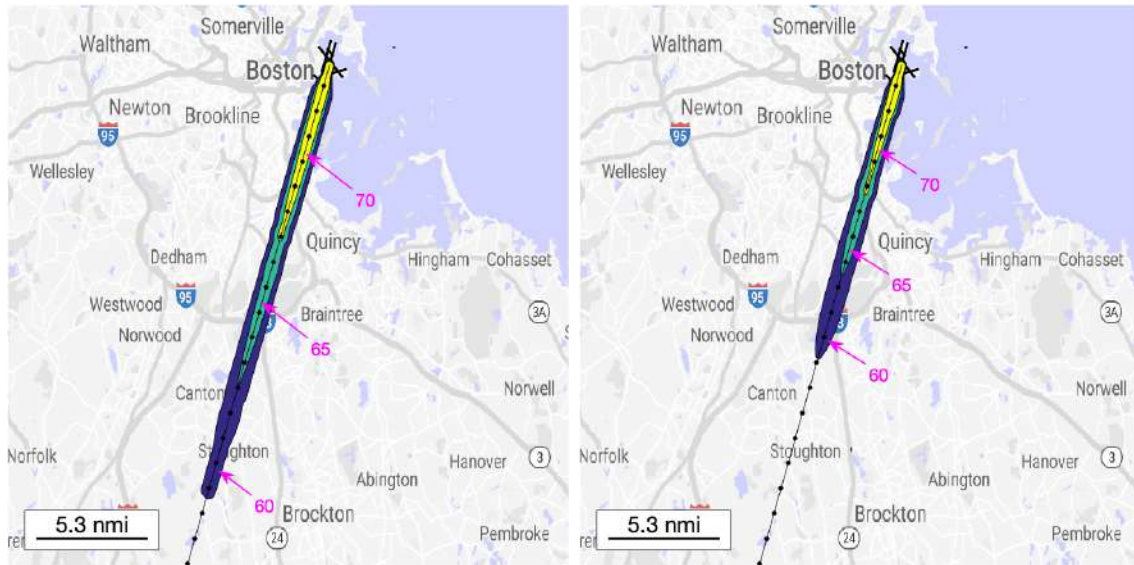 Somerville
Waltham
Boston
Newton
Brookline
95
Wellesley
70
Quincy
Dedham
Hingham Cohasset
Westwood
95
3A
Braintree
Norwood
65
Norwell
Canton
Stoughton
Norfolk
Hanover
3
Abington
60
5.3 nmi
Brockton
24
Pembroke
Somerville
Waltham
Boston
Newton
Brookline
95
Wellesley
70
Quincy
Dedham
Hingham Cohasset
65
Westwood
95
3A
Braintree
Norwood
60
Norwell
Canton
Stoughton
Norfolk
Hanover
3
Abington
5.3 nmi
Brockton
24
Pembroke